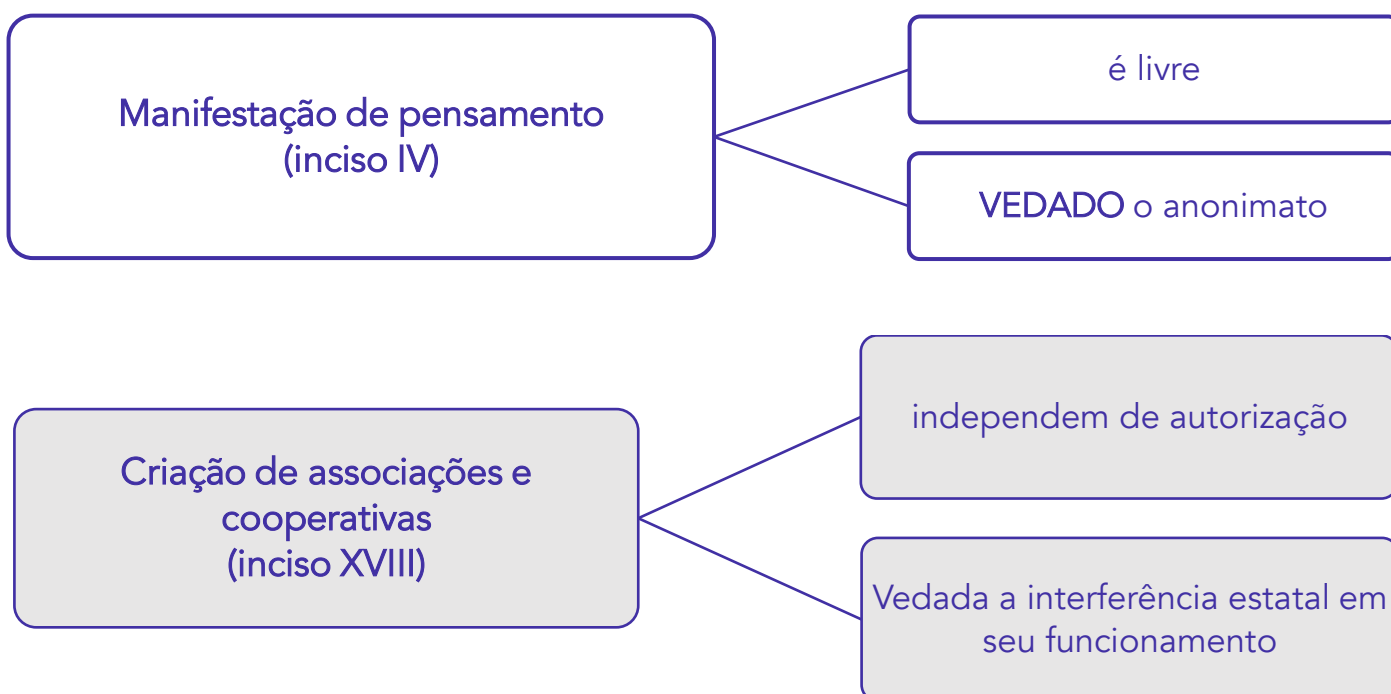 Manifestação de pensamento
(inciso IV)
é livre
VEDADO o anonimato
Criação de associações e
cooperativas
(inciso XVIII)
independem de autorização
Vedada a interferência estatal em
seu funcionamento